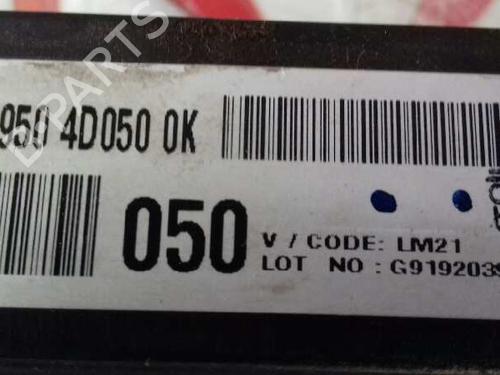 950 4D050 0K
050
V / CODE: LM21
LOT NO : G919203